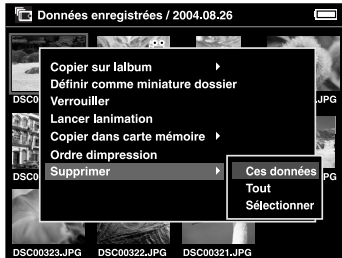 Données enregistrées / 2004.08.26
Copier sur lalbum
Définir comme miniature dossier
DSC0
JPG
Verrouiller
Lancer lanimation
Copier dans carte mémoire
Ordre dimpression
Supprimer
Ces données
DSC0
PG
Tout
Sélectionner
DSC00323.JPG
DSC00322.JPG
DSC00321.JPG